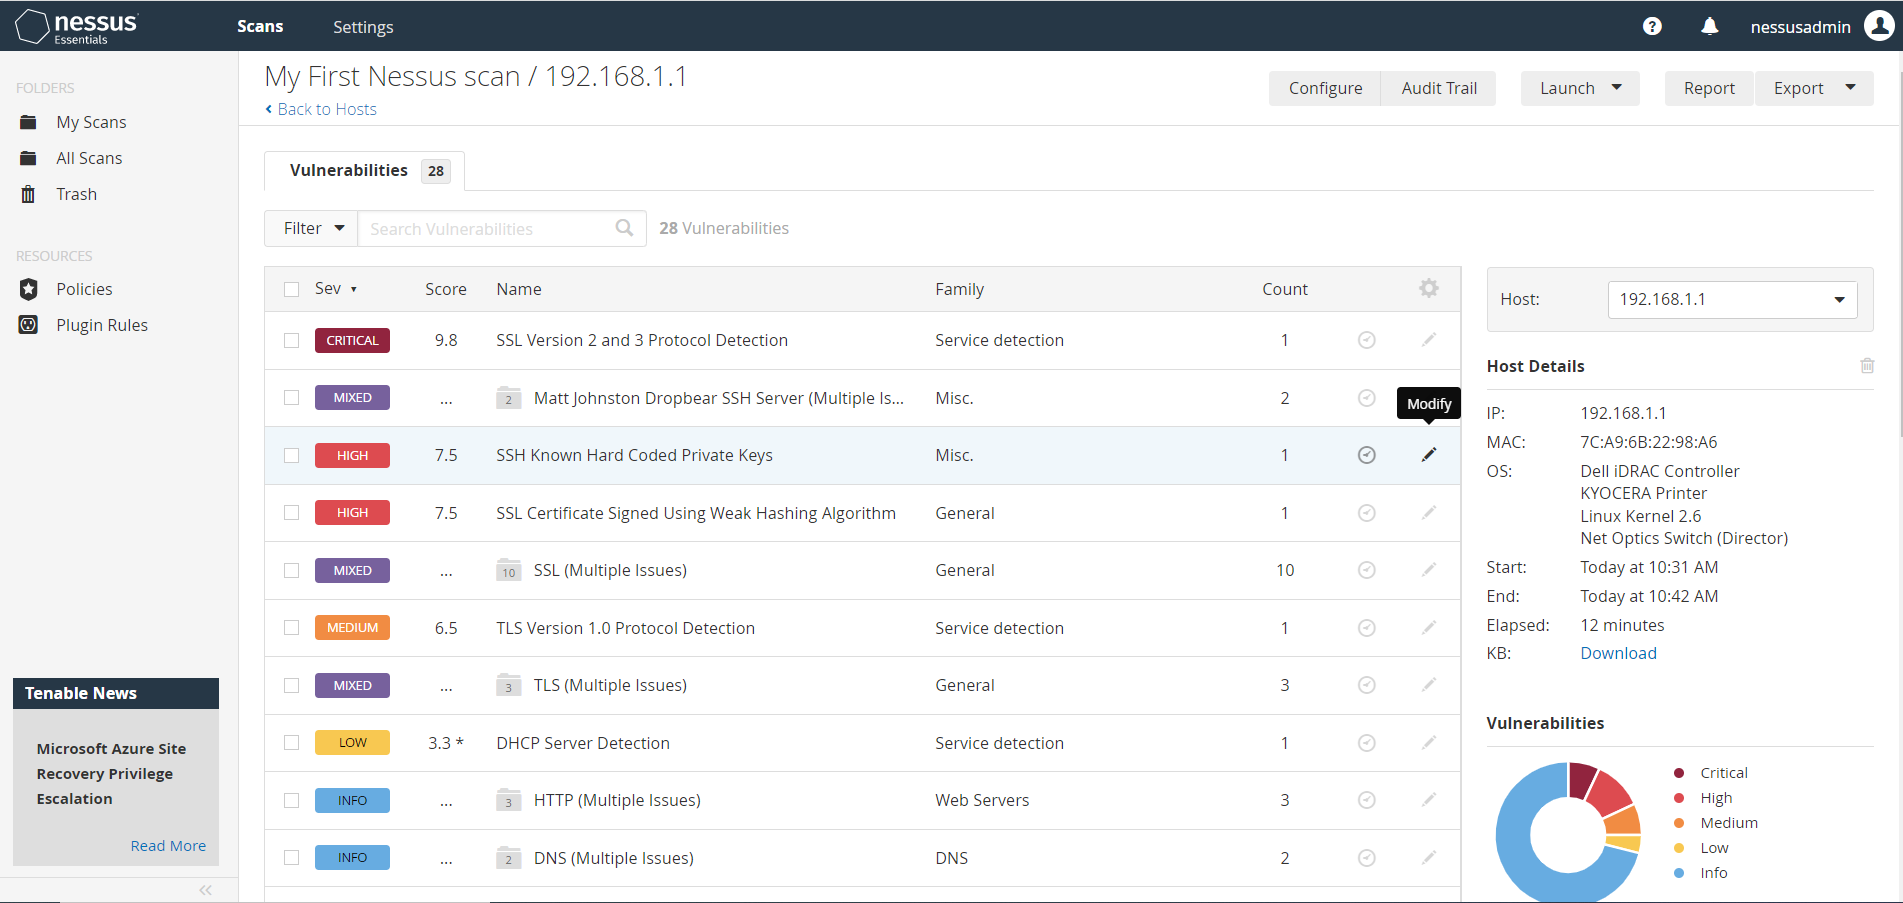 nessus
Essentials
Scans
Settings
?
nessusadmin
FOLDERS
My Scans
All Scans
Trash
RESOURCES
Policies
Plugin Rules
Tenable News
Microsoft Azure Site
Recovery Privilege
Escalation
Read More
My First Nessus scan / 192.168.1.1
Back to Hosts
Configure
Audit Trail
Launch
Report
Export
Vulnerabilities 28
Filter
Search Vulnerabilities
28 Vulnerabilities
Sev Score Name Family Count
CRITICAL 9.8 SSL Version 2 and 3 Protocol Detection Service detection 1
MIXED ... 2 Matt Johnston Dropbear SSH Server (Multiple Is... Misc. 2
Modify
HIGH 7.5 SSH Known Hard Coded Private Keys Misc. 1
HIGH 7.5 SSL Certificate Signed Using Weak Hashing Algorithm General 1
MIXED ... 10 SSL (Multiple Issues) General 10
MEDIUM 6.5 TLS Version 1.0 Protocol Detection Service detection 1
MIXED ... 3 TLS (Multiple Issues) General 3
LOW 3.3 * DHCP Server Detection Service detection 1
INFO ... 3 HTTP (Multiple Issues) Web Servers 3
INFO ... 2 DNS (Multiple Issues) DNS 2
Host: 192.168.1.1
Host Details
IP: 192.168.1.1
MAC: 7C:A9:6B:22:98:A6
OS: Dell iDRAC Controller
KYOCERA Printer
Linux Kernel 2.6
Net Optics Switch (Director)
Start: Today at 10:31 AM
End: Today at 10:42 AM
Elapsed: 12 minutes
KB: Download
Vulnerabilities
Critical
High
Medium
Low
Info